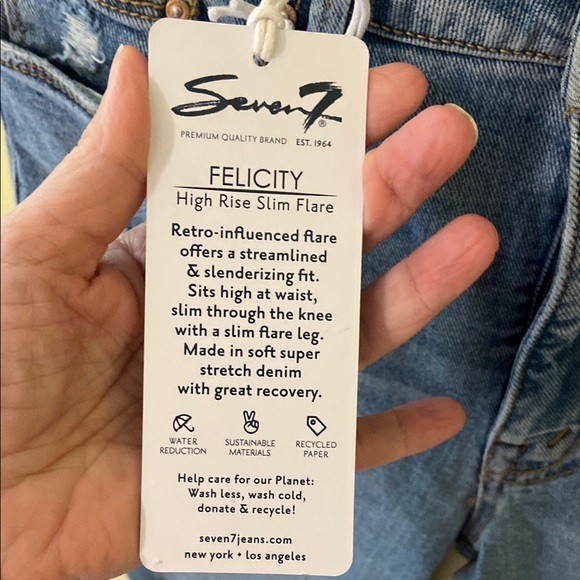 Seven7®
PREMIUM QUALITY BRAND EST. 1964
FELICITY
High Rise Slim Flare
Retro-influenced flare
offers a streamlined
& slenderizing fit.
Sits high at waist,
slim through the knee
with a slim flare leg.
Made in soft super
stretch denim
with great recovery.
WATER SUSTAINABLE RECYCLED
REDUCTION MATERIALS PAPER
Help care for our Planet:
Wash less, wash cold,
donate & recycle!
seven7jeans.com
new york • los angeles